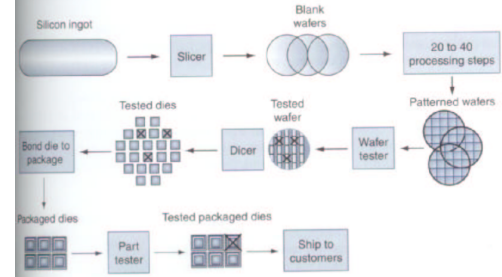 Silicon ingot
Slicer
Blank
wafers
20 to 40
processing steps
Tested dies
Tested
wafer
Patterned wafers
Bond die to
package
Dicer
Wafer
tester
Packaged dies
Tested packaged dies
Part
tester
Ship to
customers